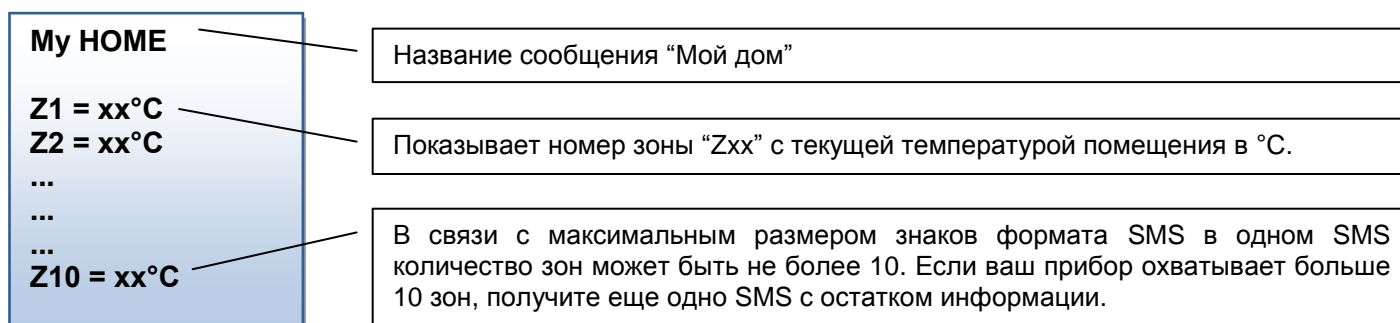 My HOME
Название сообщения “Мой дом”
Z1 = xx°C
Z2 = xx°C
Показывает номер зоны “Zxx” с текущей температурой помещения в °C.
...
...
...
Z10 = xx°C
В связи с максимальным размером знаков формата SMS в одном SMS
количество зон может быть не более 10. Если ваш прибор охватывает больше
10 зон, получите еще одно SMS с остатком информации.